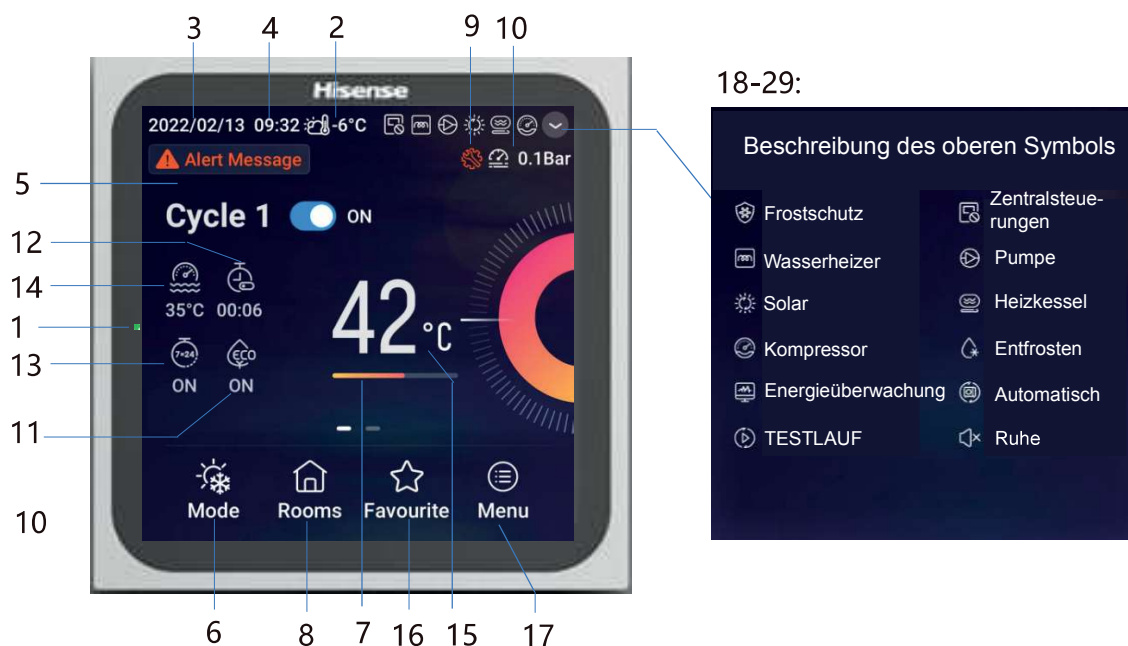 3 4 2 9 10
18-29:
Hisense
2022/02/13 09:32 -6°C
Alert Message 0.1Bar
5
Cycle 1 ON
12
14
35°C 00:06
42°C
1
7×24 ECO
13
ON ON
11
Mode Rooms Favourite Menu
10
6 8 7 16 15 17
Beschreibung des oberen Symbols
Frostschutz
Zentralsteue-
rungen
Wasserheizer
Pumpe
Solar
Heizkessel
Kompressor
Entfrosten
Energieüberwachung
Automatisch
TESTLAUF
Ruhe